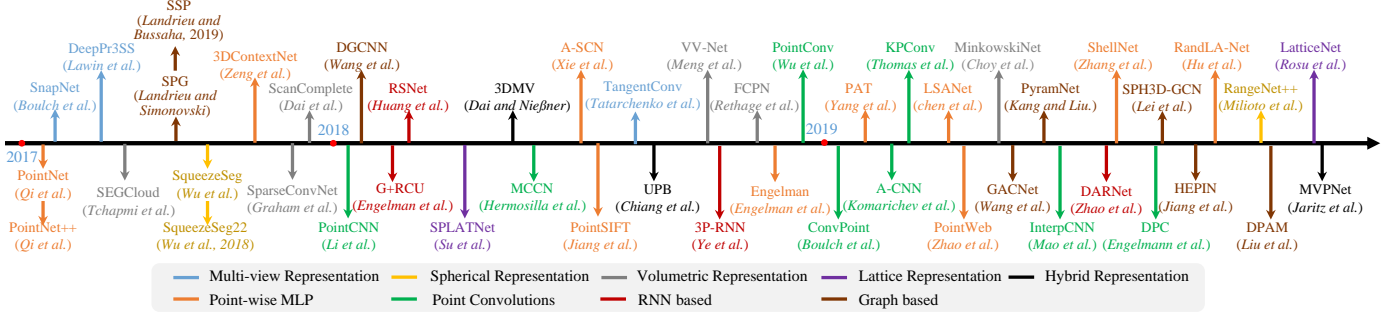 SSP
(Landrieu and
Bussaha, 2019)
DeepPr3SS
(Lawin et al.)
3DContextNet
(Zeng et al.)
DGCNN
(Wang et al.)
A-SCN
(Xie et al.)
VV-Net
(Meng et al.)
PointConv
(Wu et al.)
KPConv
(Thomas et al.)
MinkowskiNet
(Choy et al.)
ShellNet
(Zhang et al.)
RandLA-Net
(Hu et al.)
LatticeNet
(Rosu et al.)
SnapNet
(Boulch et al.)
SPG
(Landrieu and
Simonovski)
ScanComplete
(Dai et al.)
RSNet
(Huang et al.)
3DMV
(Dai and Nießner)
TangentConv
(Tatarchenko et al.)
FCPN
(Rethage et al.)
PAT
(Yang et al.)
LSANet
(chen et al.)
PyramNet
(Kang and Liu.)
SPH3D-GCN
(Lei et al.)
RangeNet++
(Milioto et al.)
2017
2018
2019
PointNet
(Qi et al.)
SEGCloud
(Tchapmi et al.)
SqueezeSeg
(Wu et al.)
SparseConvNet
(Graham et al.)
G+RCU
(Engelman et al.)
MCCN
(Hermosilla et al.)
UPB
(Chiang et al.)
Engelman
(Engelman et al.)
A-CNN
(Komarichev et al.)
GACNet
(Wang et al.)
DARNet
(Zhao et al.)
HEPIN
(Jiang et al.)
MVPNet
(Jaritz et al.)
PointNet++
(Qi et al.)
SqueezeSeg22
(Wu et al., 2018)
PointCNN
(Li et al.)
SPLATNet
(Su et al.)
PointSIFT
(Jiang et al.)
3P-RNN
(Ye et al.)
ConvPoint
(Boulch et al.)
PointWeb
(Zhao et al.)
InterpCNN
(Mao et al.)
DPC
(Engelmann et al.)
DPAM
(Liu et al.)
Multi-view Representation
Spherical Representation
Volumetric Representation
Lattice Representation
Hybrid Representation
Point-wise MLP
Point Convolutions
RNN based
Graph based